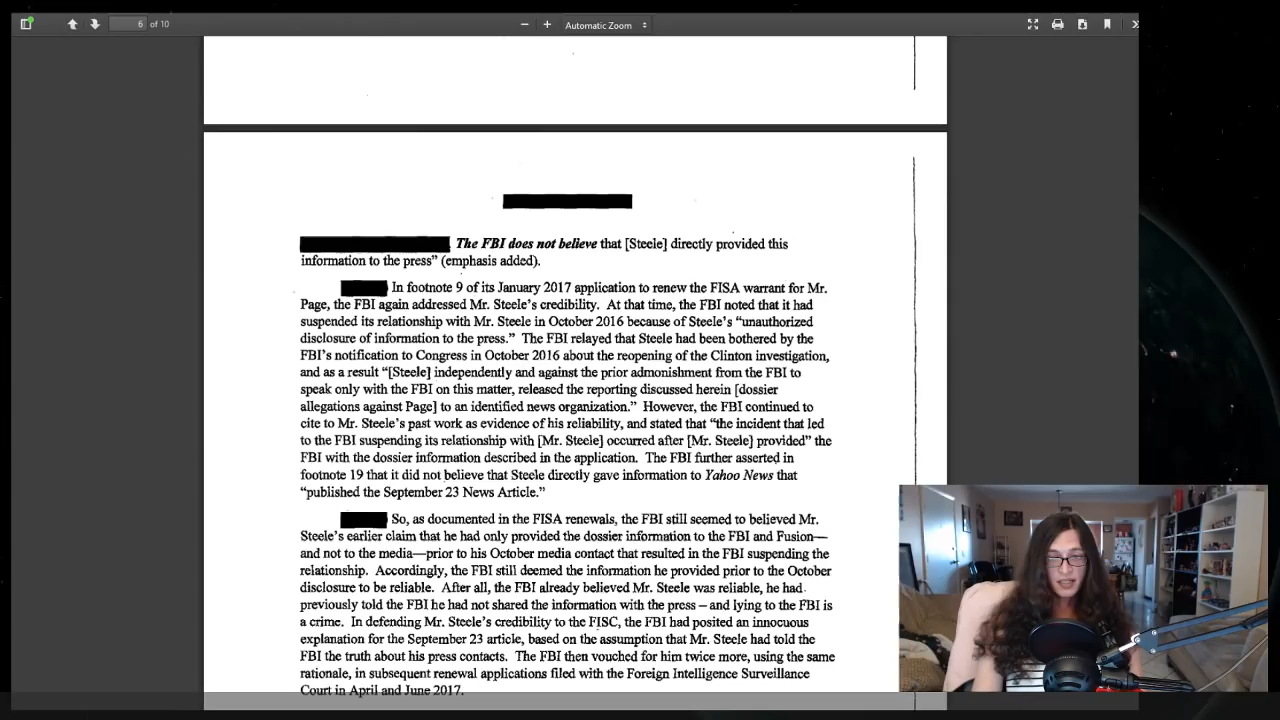 6 of 10
Automatic Zoom
The FBI does not believe that [Steele] directly provided this
information to the press” (emphasis added).
In footnote 9 of its January 2017 application to renew the FISA warrant for Mr.
Page, the FBI again addressed Mr. Steele’s credibility. At that time, the FBI noted that it had
suspended its relationship with Mr. Steele in October 2016 because of Steele’s “unauthorized
disclosure of information to the press.” The FBI relayed that Steele had been bothered by the
FBI’s notification to Congress in October 2016 about the reopening of the Clinton investigation,
and as a result “[Steele] independently and against the prior admonishment from the FBI to
speak only with the FBI on this matter, released the reporting discussed herein [dossier
allegations against Page] to an identified news organization.” However, the FBI continued to
cite to Mr. Steele’s past work as evidence of his reliability, and stated that “the incident that led
to the FBI suspending its relationship with [Mr. Steele] occurred after [Mr. Steele] provided” the
FBI with the dossier information described in the application. The FBI further asserted in
footnote 19 that it did not believe that Steele directly gave information to Yahoo News that
“published the September 23 News Article.”
So, as documented in the FISA renewals, the FBI still seemed to believed Mr.
Steele’s earlier claim that he had only provided the dossier information to the FBI and Fusion—
and not to the media—prior to his October media contact that resulted in the FBI suspending the
relationship. Accordingly, the FBI still deemed the information he provided prior to the October
disclosure to be reliable. After all, the FBI already believed Mr. Steele was reliable, he had
previously told the FBI he had not shared the information with the press – and lying to the FBI is
a crime. In defending Mr. Steele’s credibility to the FISC, the FBI had posited an innocuous
explanation for the September 23 article, based on the assumption that Mr. Steele had told the
FBI the truth about his press contacts. The FBI then vouched for him twice more, using the same
rationale, in subsequent renewal applications filed with the Foreign Intelligence Surveillance
Court in April and June 2017.